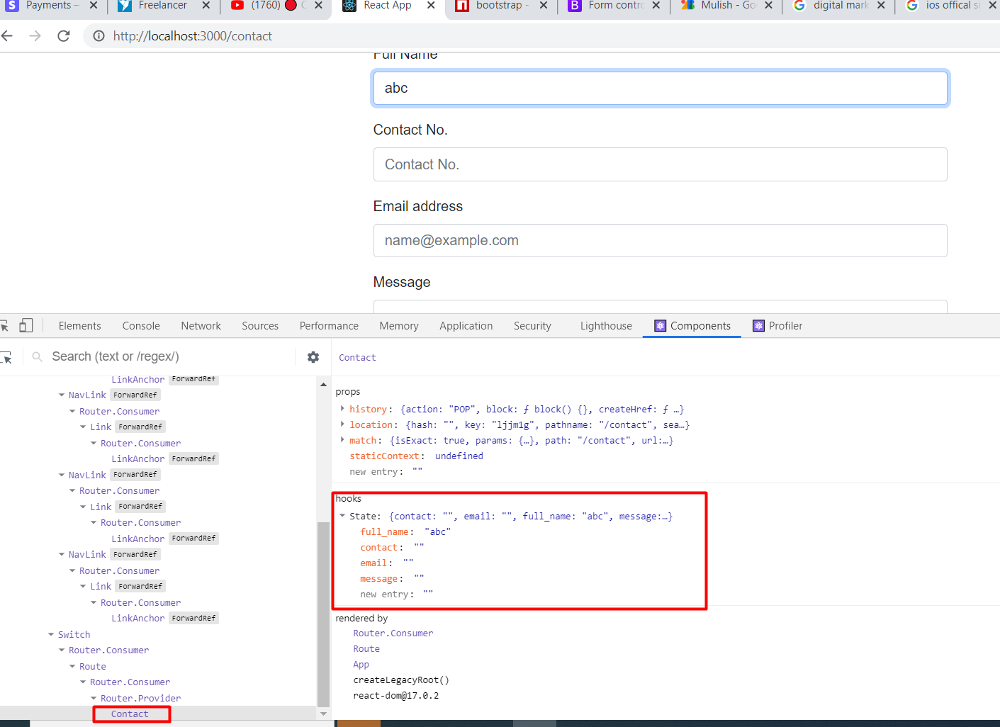 Payments – Freelancer (1760) React App bootstrap - Form contro Mulish - Go digital mark ios offical si
http://localhost:3000/contact
Full Name
abc
Contact No.
Contact No.
Email address
name@example.com
Message
Elements Console Network Sources Performance Memory Application Security Lighthouse Components Profiler
Search (text or /regex/)
LinkAnchor ForwardRef
NavLink ForwardRef
Router.Consumer
Link ForwardRef
Router.Consumer
LinkAnchor ForwardRef
NavLink ForwardRef
Router.Consumer
Link ForwardRef
Router.Consumer
LinkAnchor ForwardRef
NavLink ForwardRef
Router.Consumer
Link ForwardRef
Router.Consumer
LinkAnchor ForwardRef
Switch
Router.Consumer
Route
Router.Consumer
Router.Provider
Contact
Contact
props
history: {action: "POP", block: ƒ block() {}, createHref: ƒ …}
location: {hash: "", key: "ljjm1g", pathname: "/contact", sea…}
match: {isExact: true, params: {…}, path: "/contact", url:…}
staticContext: undefined
new entry: ""
hooks
State: {contact: "", email: "", full_name: "abc", message:…}
full_name: "abc"
contact: ""
email: ""
message: ""
new entry: ""
rendered by
Router.Consumer
Route
App
createLegacyRoot()
react-dom@17.0.2